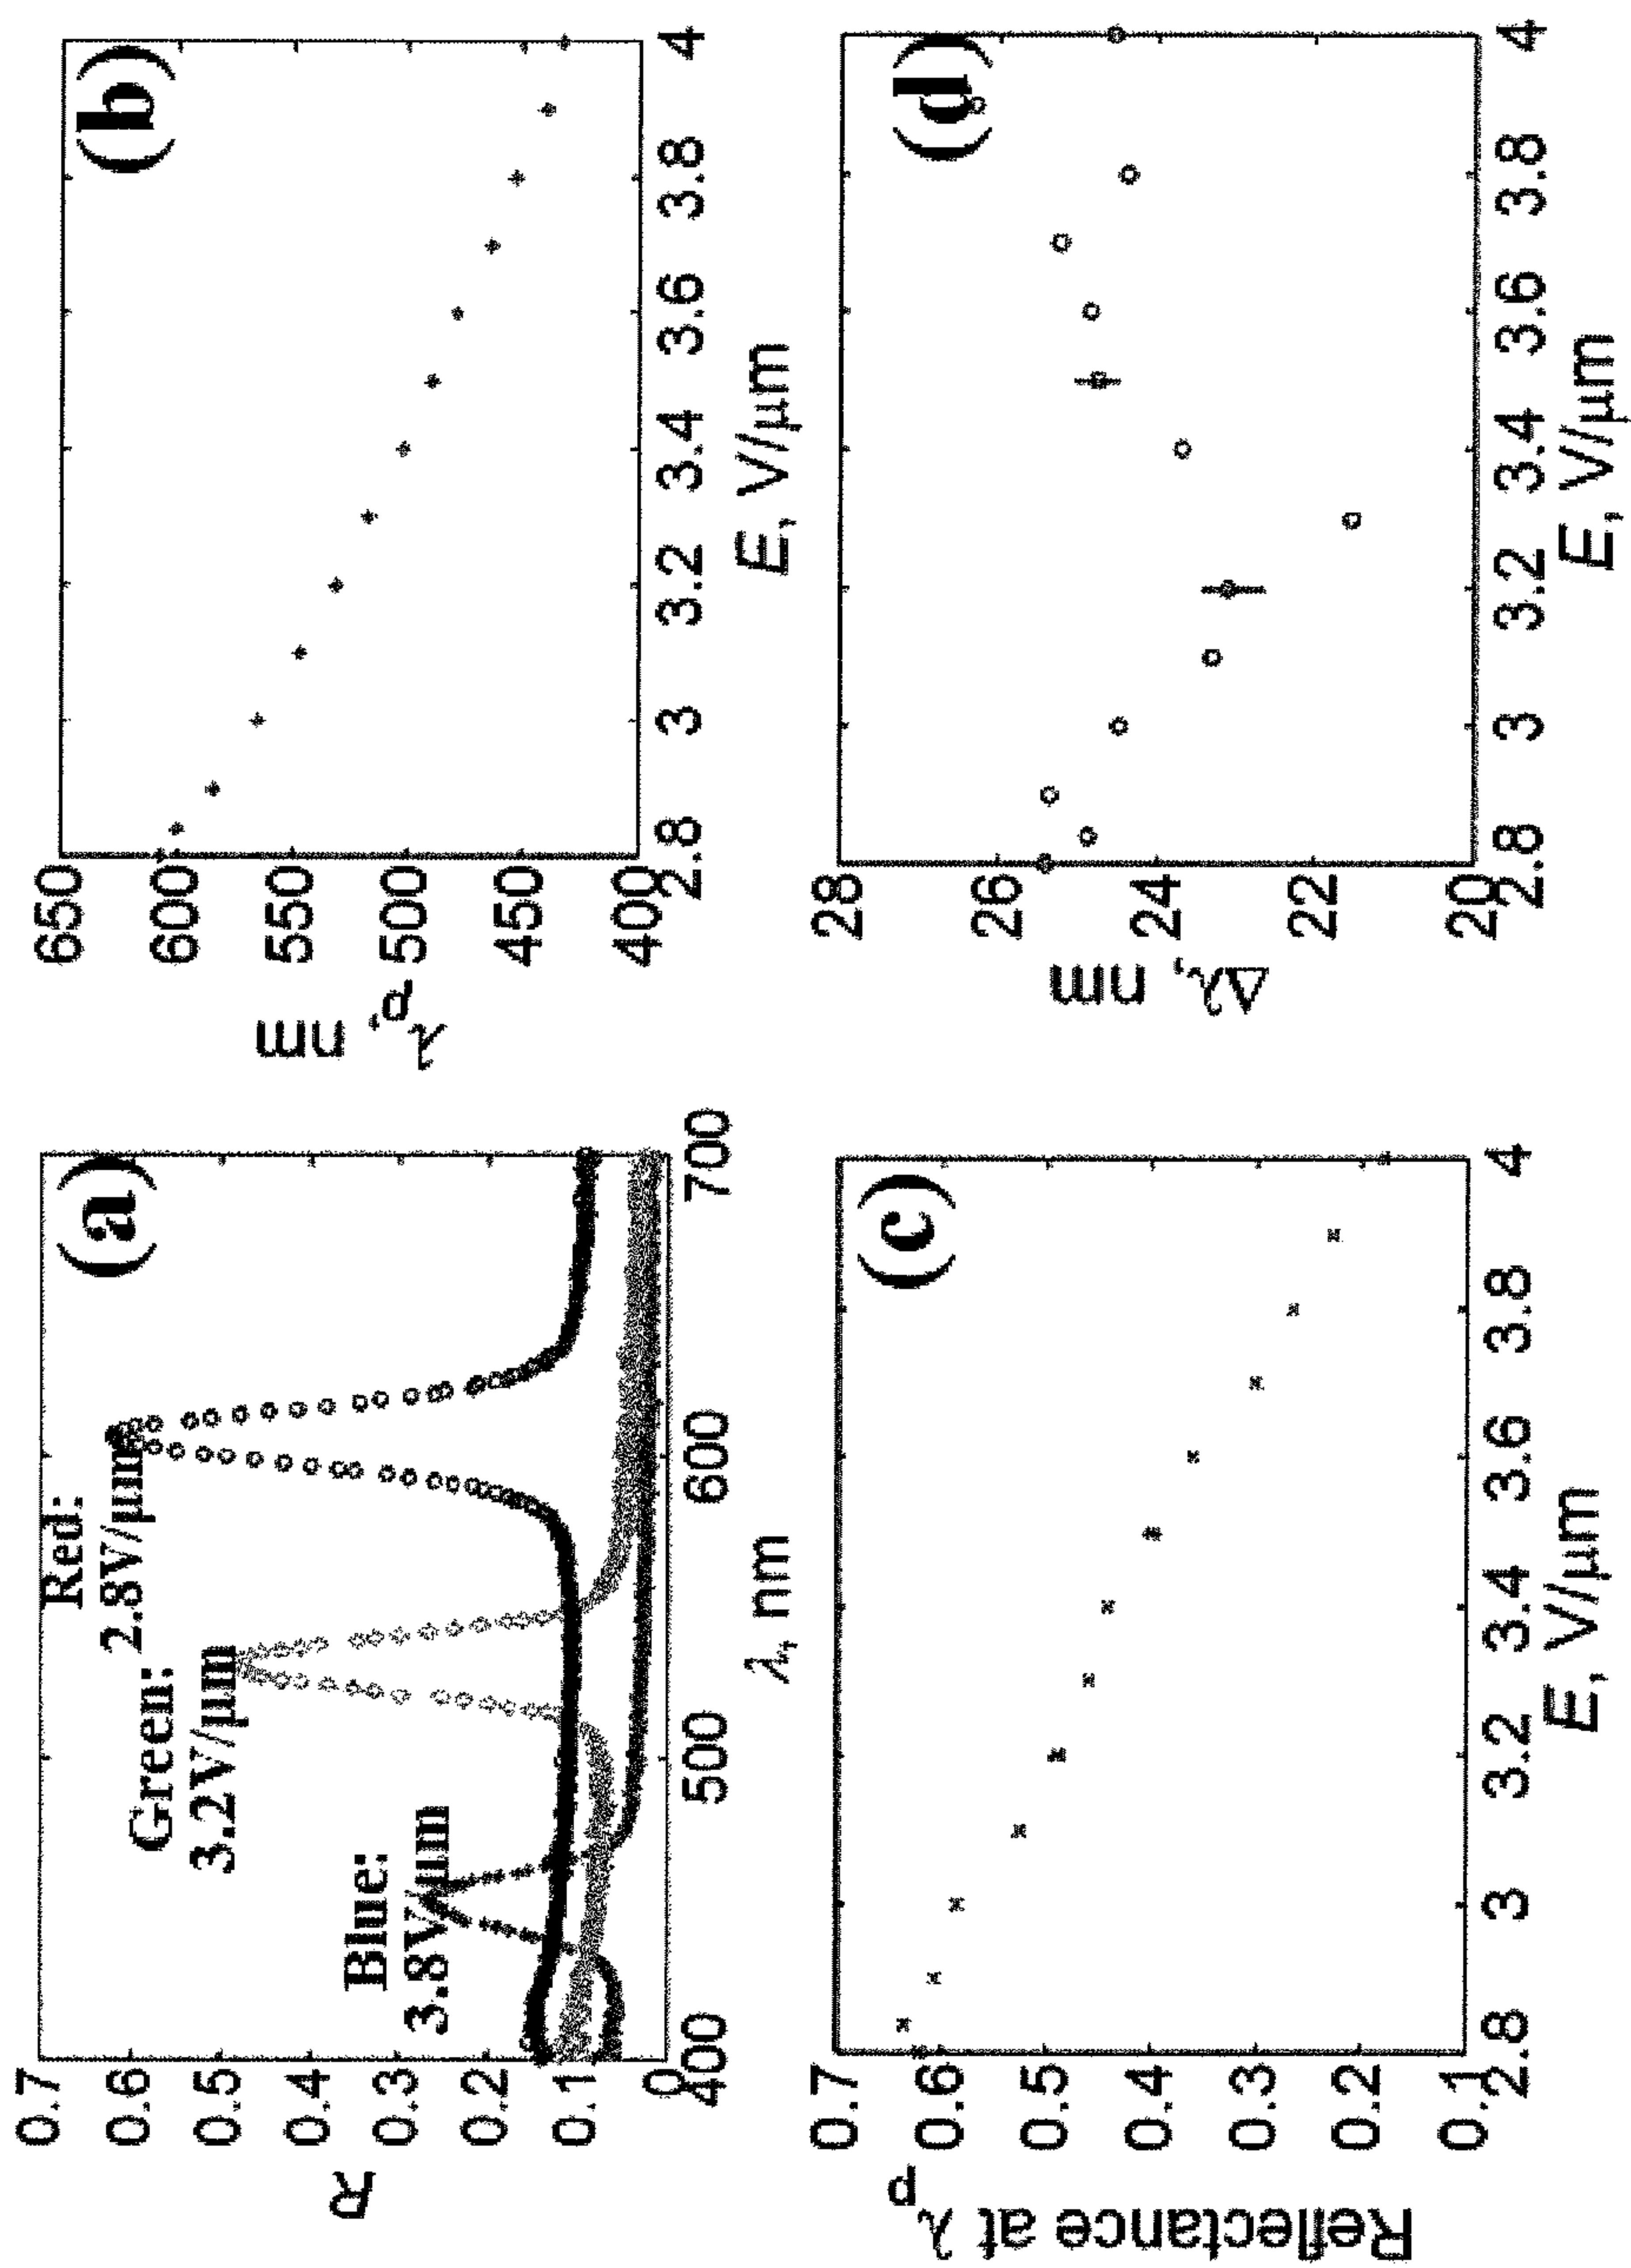 (a)
R
0.7
0.6
0.5
0.4
0.3
0.2
0.1
0
Red:
2.8V/μm
Green:
3.2V/μm
Blue:
3.8V/μm
400
500
600
700
λ, nm
(b)
λp, nm
650
600
550
500
450
400
2.8
3
3.2
3.4
3.6
3.8
4
E, V/μm
(c)
Reflectance at λp
0.7
0.6
0.5
0.4
0.3
0.2
0.1
2.8
3
3.2
3.4
3.6
3.8
4
E, V/μm
(d)
Δλ, nm
28
26
24
22
20
2.8
3
3.2
3.4
3.6
3.8
4
E, V/μm